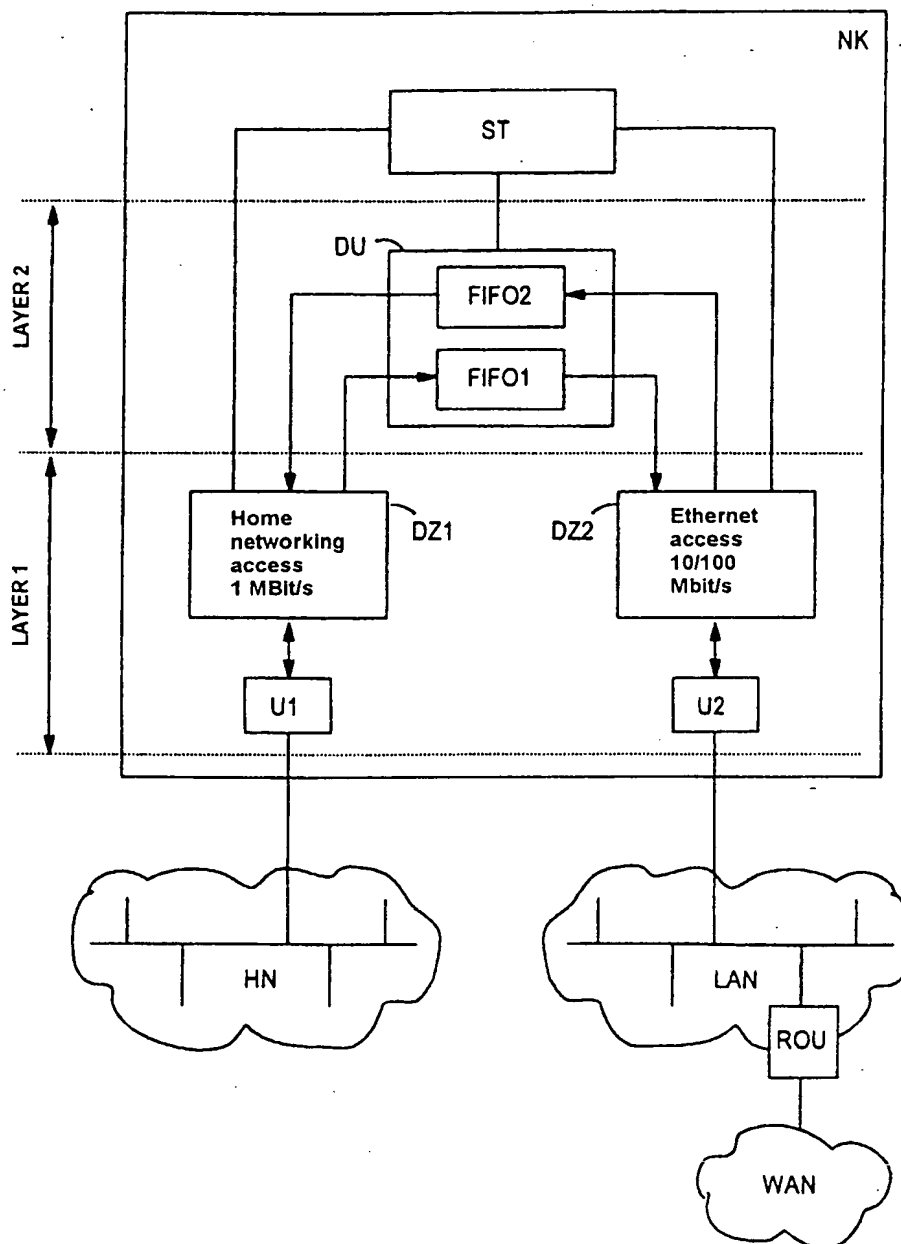 NK
ST
LAYER 2
DU
FIFO2
FIFO1
LAYER 1
Home
networking
access
1 MBit/s
DZ1
DZ2
Ethernet
access
10/100
Mbit/s
U1
U2
HN
LAN
ROU
WAN